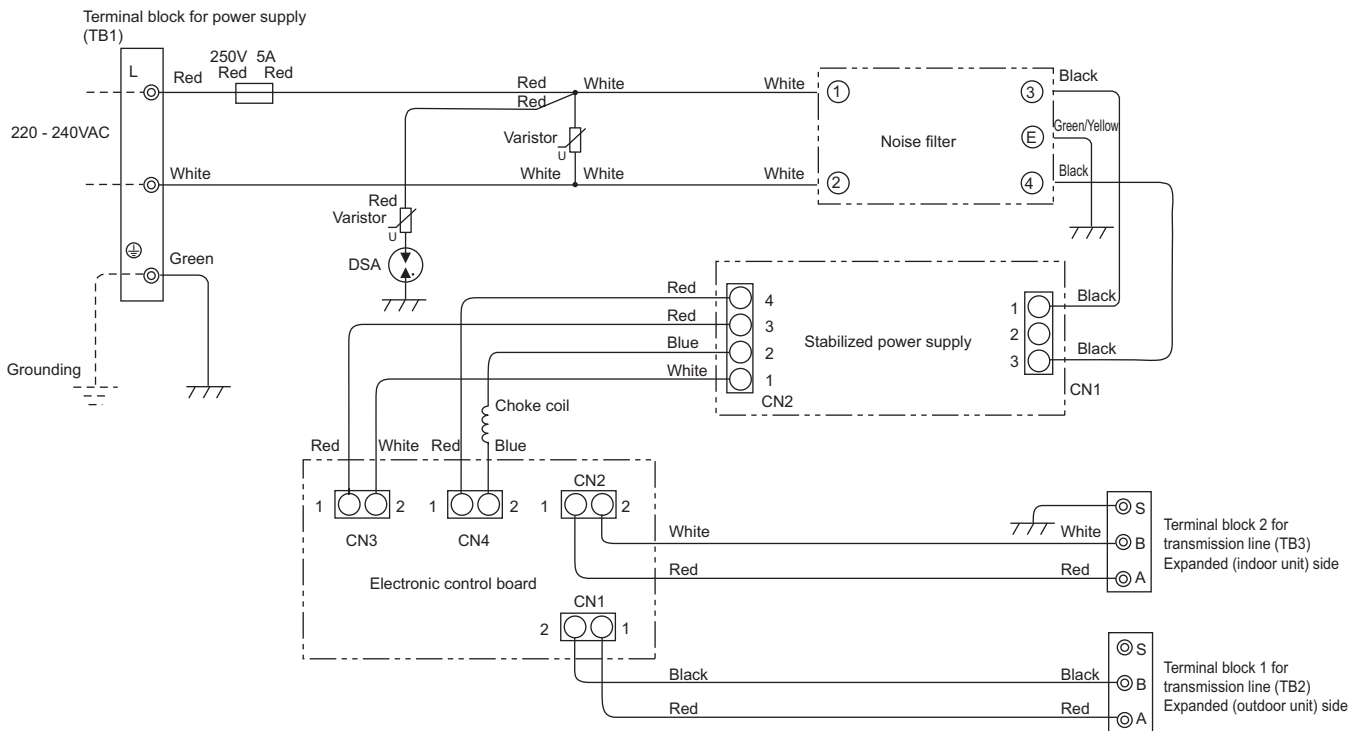 Terminal block for power supply
(TB1)
250V 5A
L
Red
Red Red
Red
White
White
1
3
Black
Red
220 - 240VAC
Varistor
U
Noise filter
E
Green/Yellow
White
White White
White
2
4
Black
Red
Varistor
U
Green
DSA
Grounding
Red
4
Red
3
Blue
2
White
1
CN2
Stabilized power supply
1
Black
2
3
Black
CN1
Choke coil
Red
White
Red
Blue
1
2
CN3
1
2
CN4
CN2
1
2
Electronic control board
CN1
2
1
White
White
Red
Red
S
B
A
Terminal block 2 for
transmission line (TB3)
Expanded (indoor unit) side
Black
Black
Red
Red
S
B
A
Terminal block 1 for
transmission line (TB2)
Expanded (outdoor unit) side